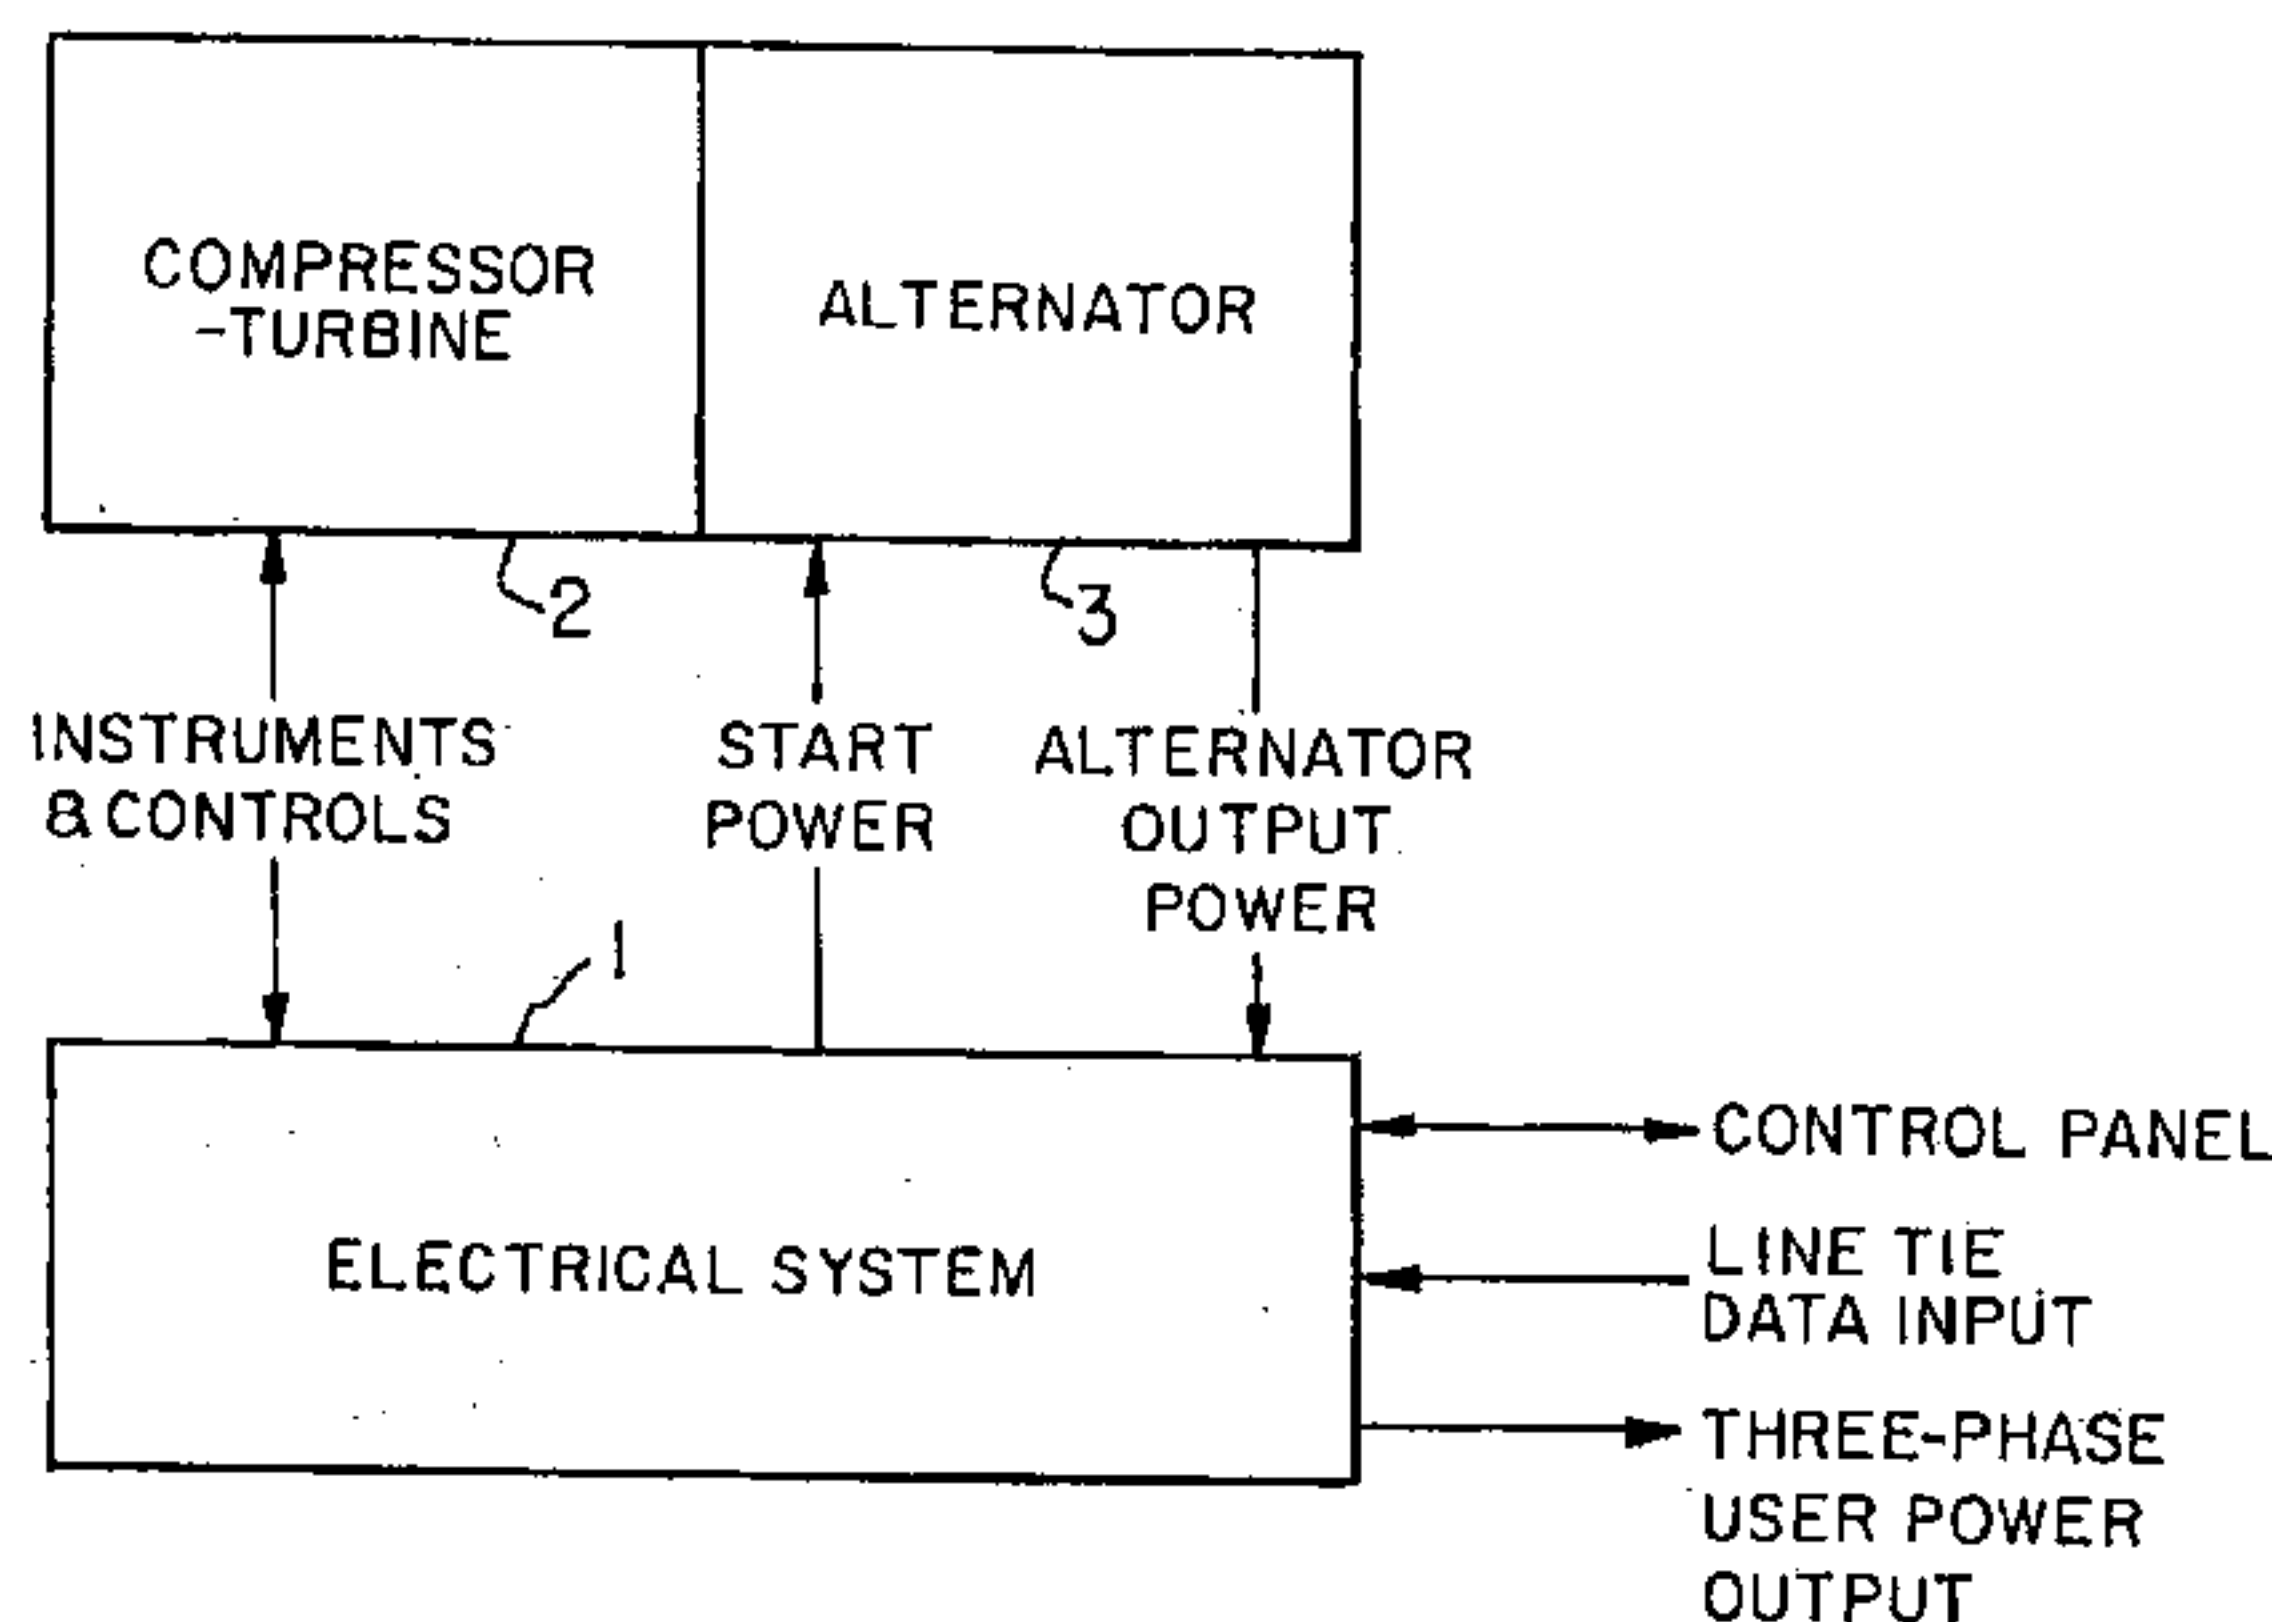 COMPRESSOR
-TURBINE
ALTERNATOR
2
3
INSTRUMENTS
& CONTROLS
START
POWER
ALTERNATOR
OUTPUT
POWER
1
ELECTRICAL SYSTEM
CONTROL PANEL
LINE TIE
DATA INPUT
THREE-PHASE
USER POWER
OUTPUT